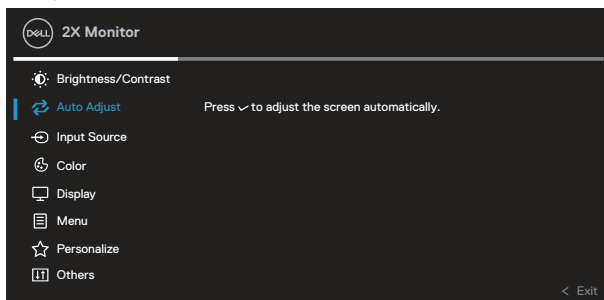 DELL 2X Monitor
Brightness/Contrast
Auto Adjust Press ✓ to adjust the screen automatically.
Input Source
Color
Display
Menu
Personalize
Others
< Exit